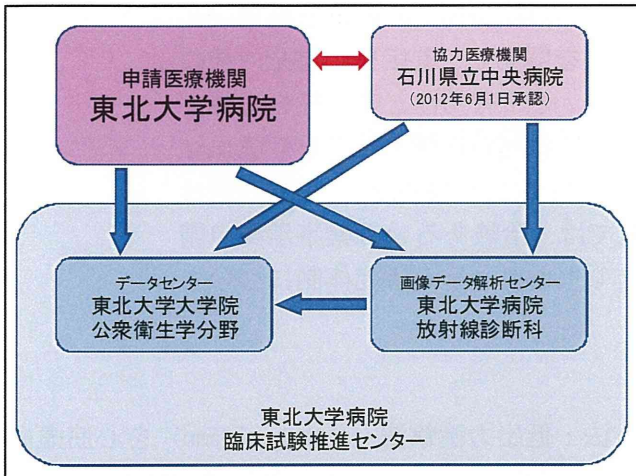 申請医療機関
東北大学病院
協力医療機関
石川県立中央病院
(2012年6月1日承認)
データセンター
東北大学大学院
公衆衛生学分野
画像データ解析センター
東北大学病院
放射線診断科
東北大学病院
臨床試験推進センター